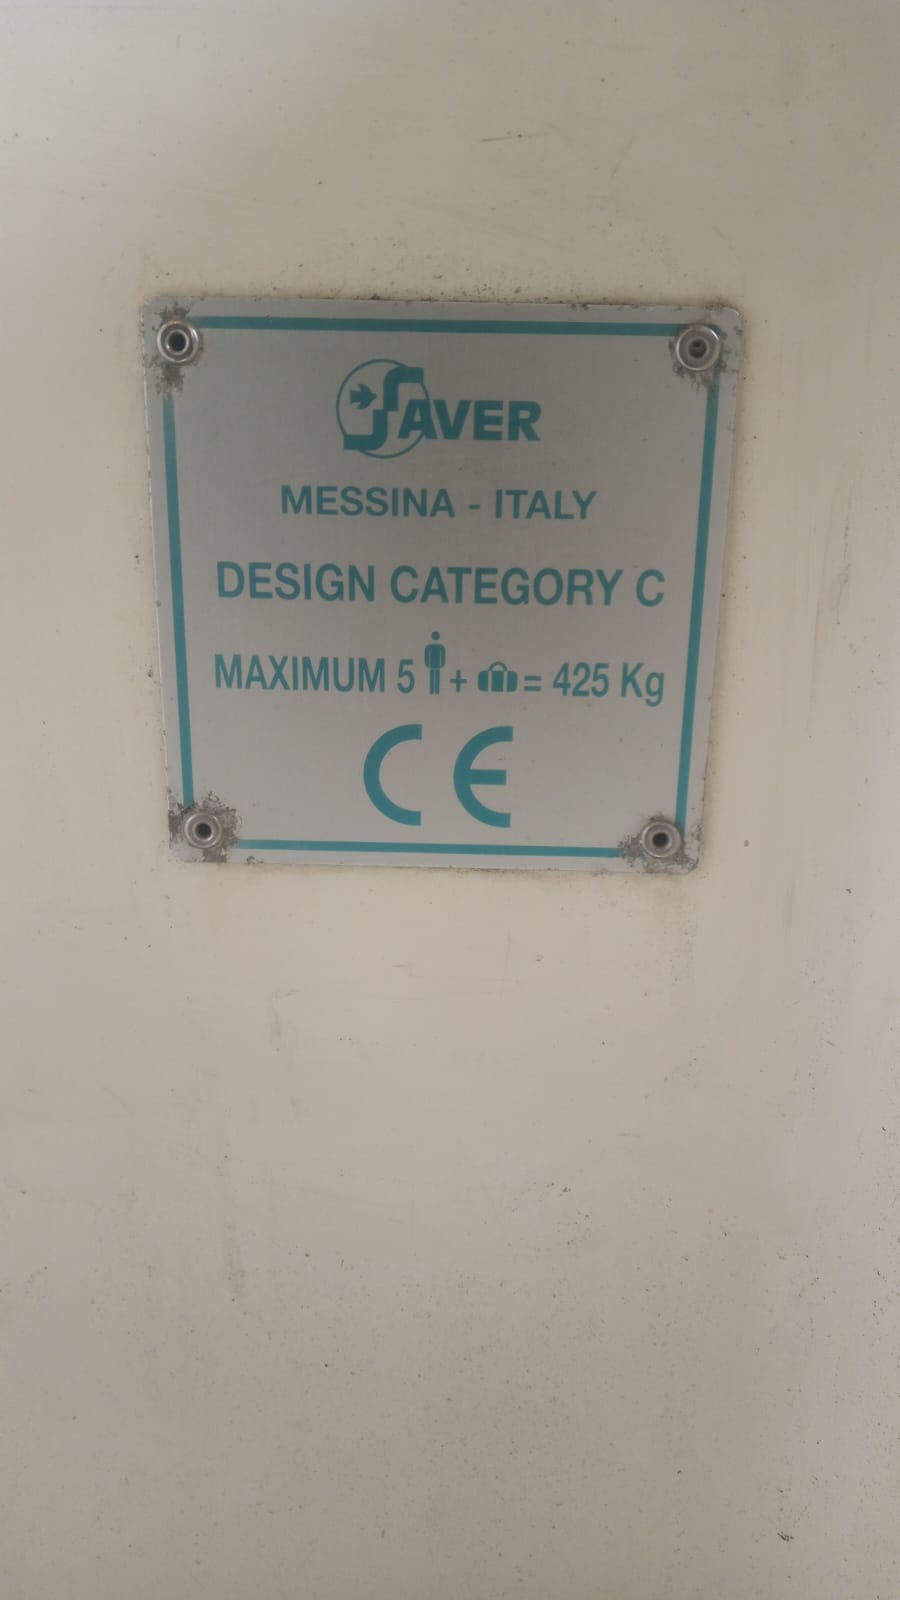 SAVER
MESSINA - ITALY
DESIGN CATEGORY C
MAXIMUM 5 + = 425 Kg
CE